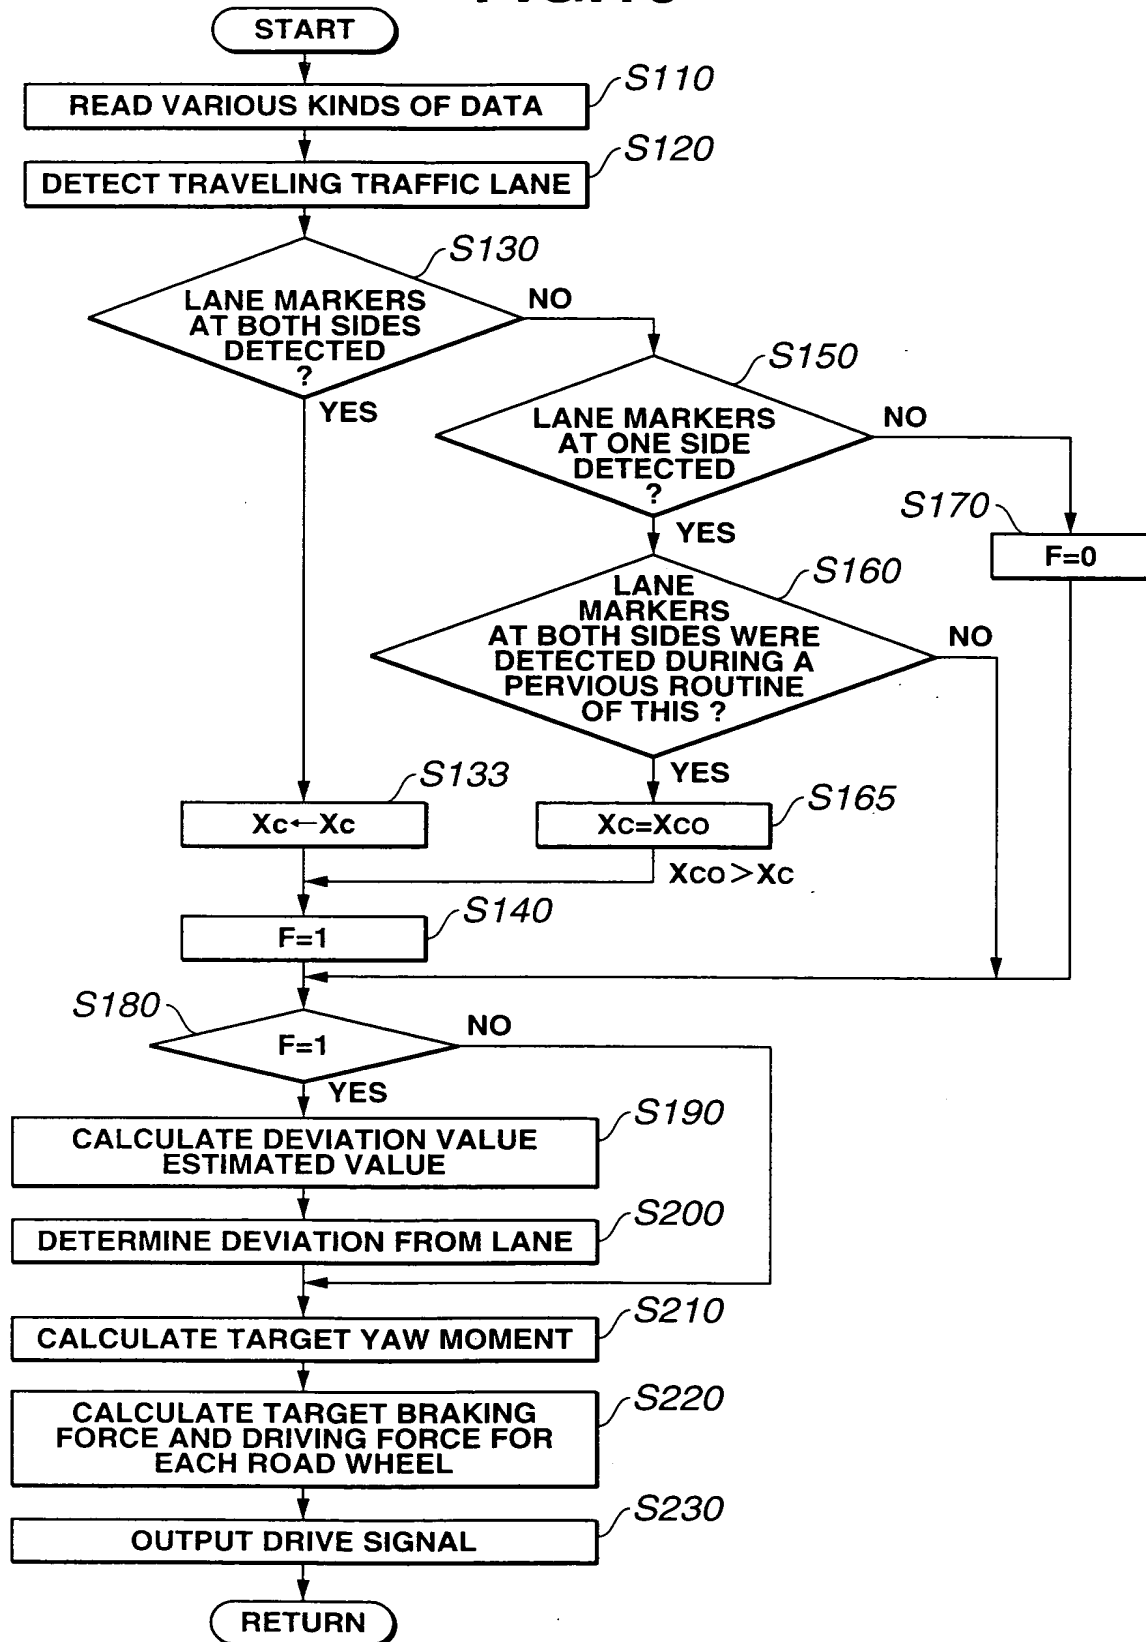 START
S110
READ VARIOUS KINDS OF DATA
S120
DETECT TRAVELING TRAFFIC LANE
S130
LANE MARKERS
AT BOTH SIDES
DETECTED
?
NO
YES
S150
LANE MARKERS
AT ONE SIDE
DETECTED
?
NO
YES
S170
F=0
S160
LANE
MARKERS
AT BOTH SIDES WERE
DETECTED DURING A
PERVIOUS ROUTINE
OF THIS ?
NO
YES
S133
Xc←Xc
S165
Xc=Xco
Xco>Xc
S140
F=1
S180
F=1
NO
YES
S190
CALCULATE DEVIATION VALUE
ESTIMATED VALUE
S200
DETERMINE DEVIATION FROM LANE
S210
CALCULATE TARGET YAW MOMENT
S220
CALCULATE TARGET BRAKING
FORCE AND DRIVING FORCE FOR
EACH ROAD WHEEL
S230
OUTPUT DRIVE SIGNAL
RETURN